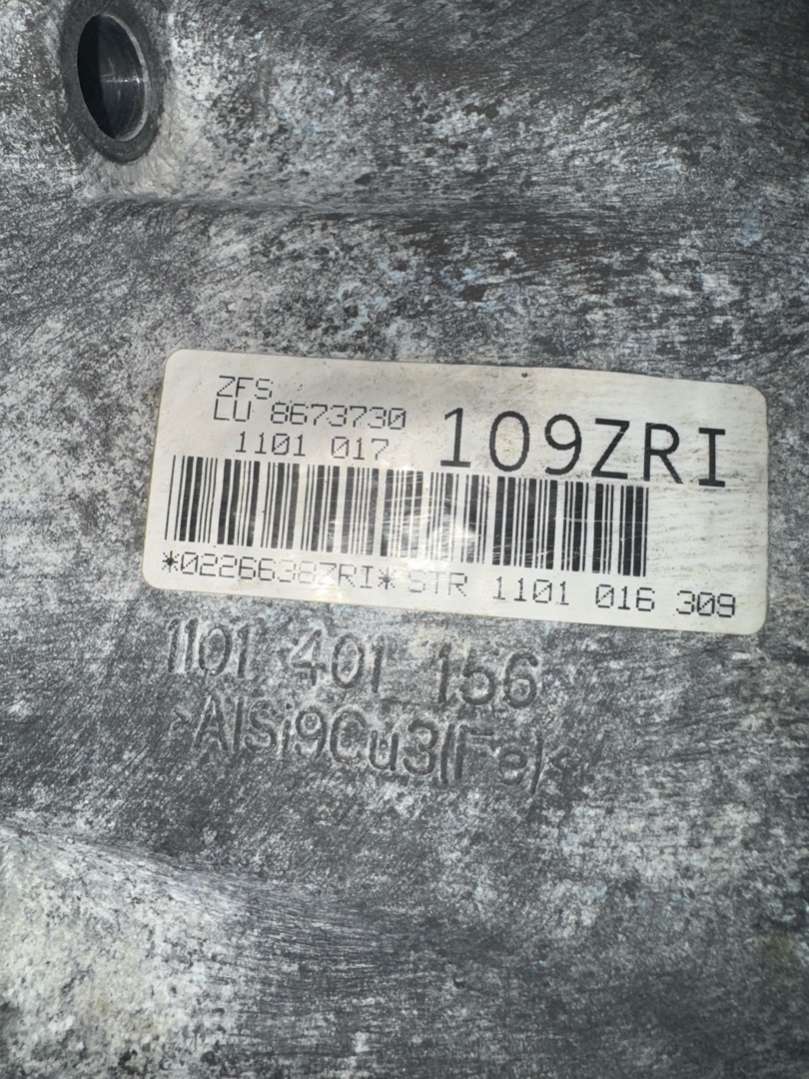 ZFS
LU 8673730 109ZRI
1101 017
*0226638ZRI* STR 1101 016 309
1101 401 156
>AlSi9Cu3(Fe)<